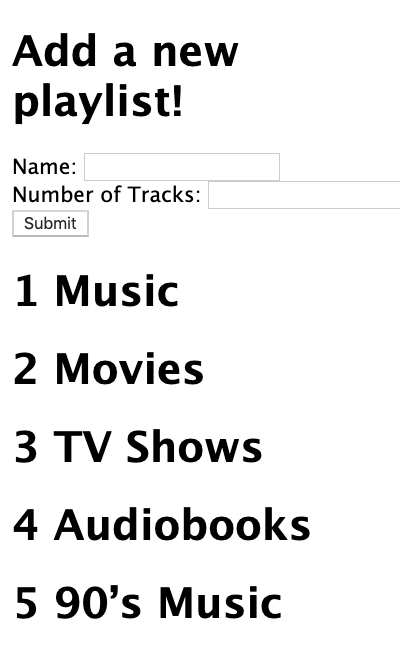 Add a new
playlist!
Name:
Number of Tracks:
Submit
1 Music
2 Movies
3 TV Shows
4 Audiobooks
5 90’s Music